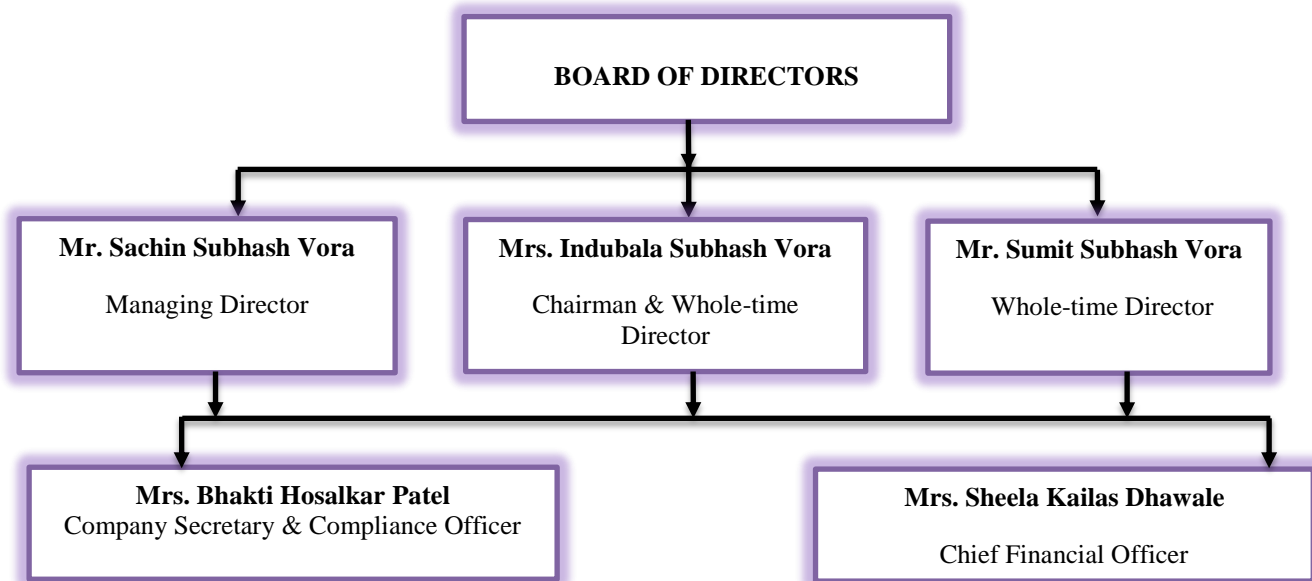 BOARD OF DIRECTORS
Mr. Sachin Subhash Vora
Managing Director
Mrs. Indubala Subhash Vora
Chairman & Whole-time
Director
Mr. Sumit Subhash Vora
Whole-time Director
Mrs. Bhakti Hosalkar Patel
Company Secretary & Compliance Officer
Mrs. Sheela Kailas Dhawale
Chief Financial Officer